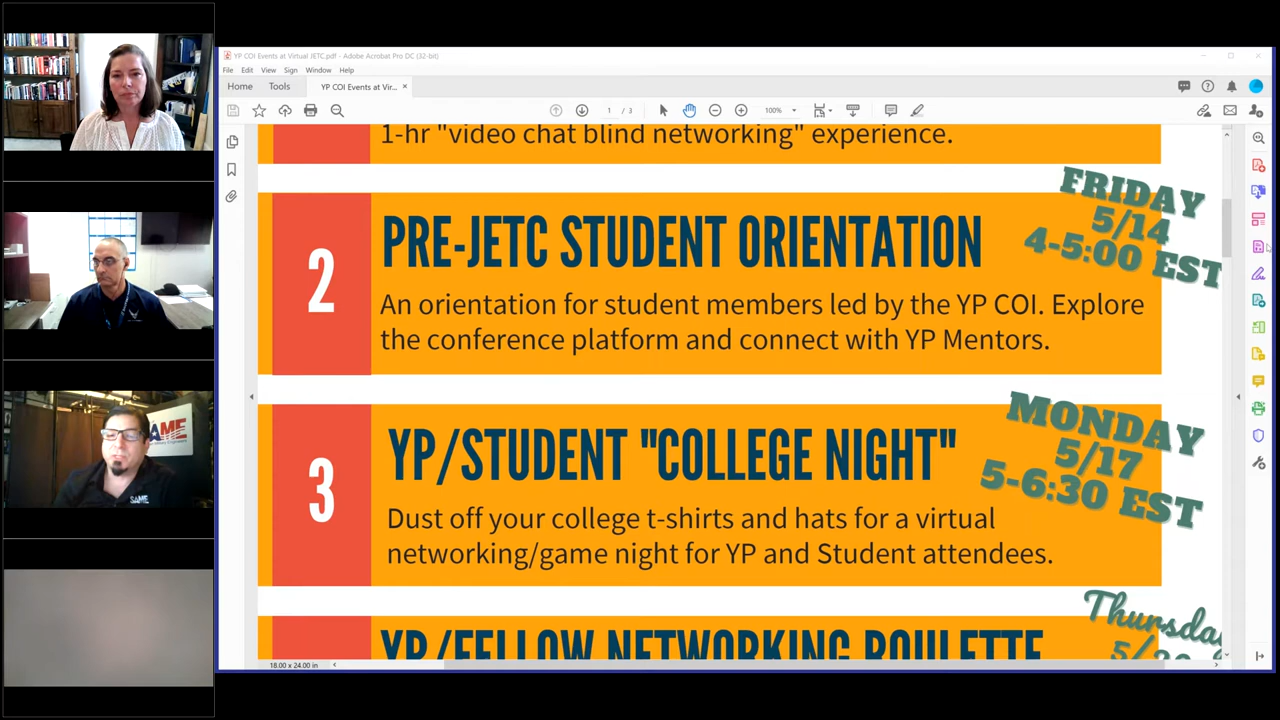 YP COI Events at Virtual JETC.pdf - Adobe Acrobat Pro DC (32-bit)
File Edit View Sign Window Help
Home Tools YP COI Events at Vir... ×
1 / 3 100%
1-hr "video chat blind networking" experience.
2
PRE-JETC STUDENT ORIENTATION
FRIDAY
5/14
4-5:00 EST
An orientation for student members led by the YP COI. Explore
the conference platform and connect with YP Mentors.
3
YP/STUDENT "COLLEGE NIGHT"
MONDAY
5/17
5-6:30 EST
Dust off your college t-shirts and hats for a virtual
networking/game night for YP and Student attendees.
YP/FELLOW NETWORKING ROULETTE
18.00 x 24.00 in
SAME